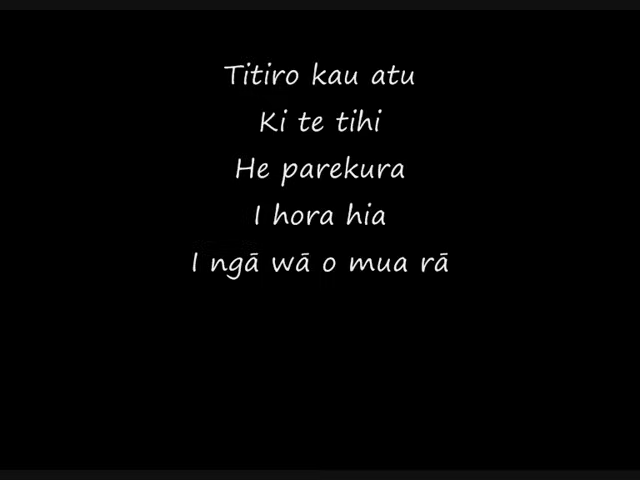 Titiro kau atu
Ki te tihi
He parekura
I hora hia
I ngā wā o mua rā